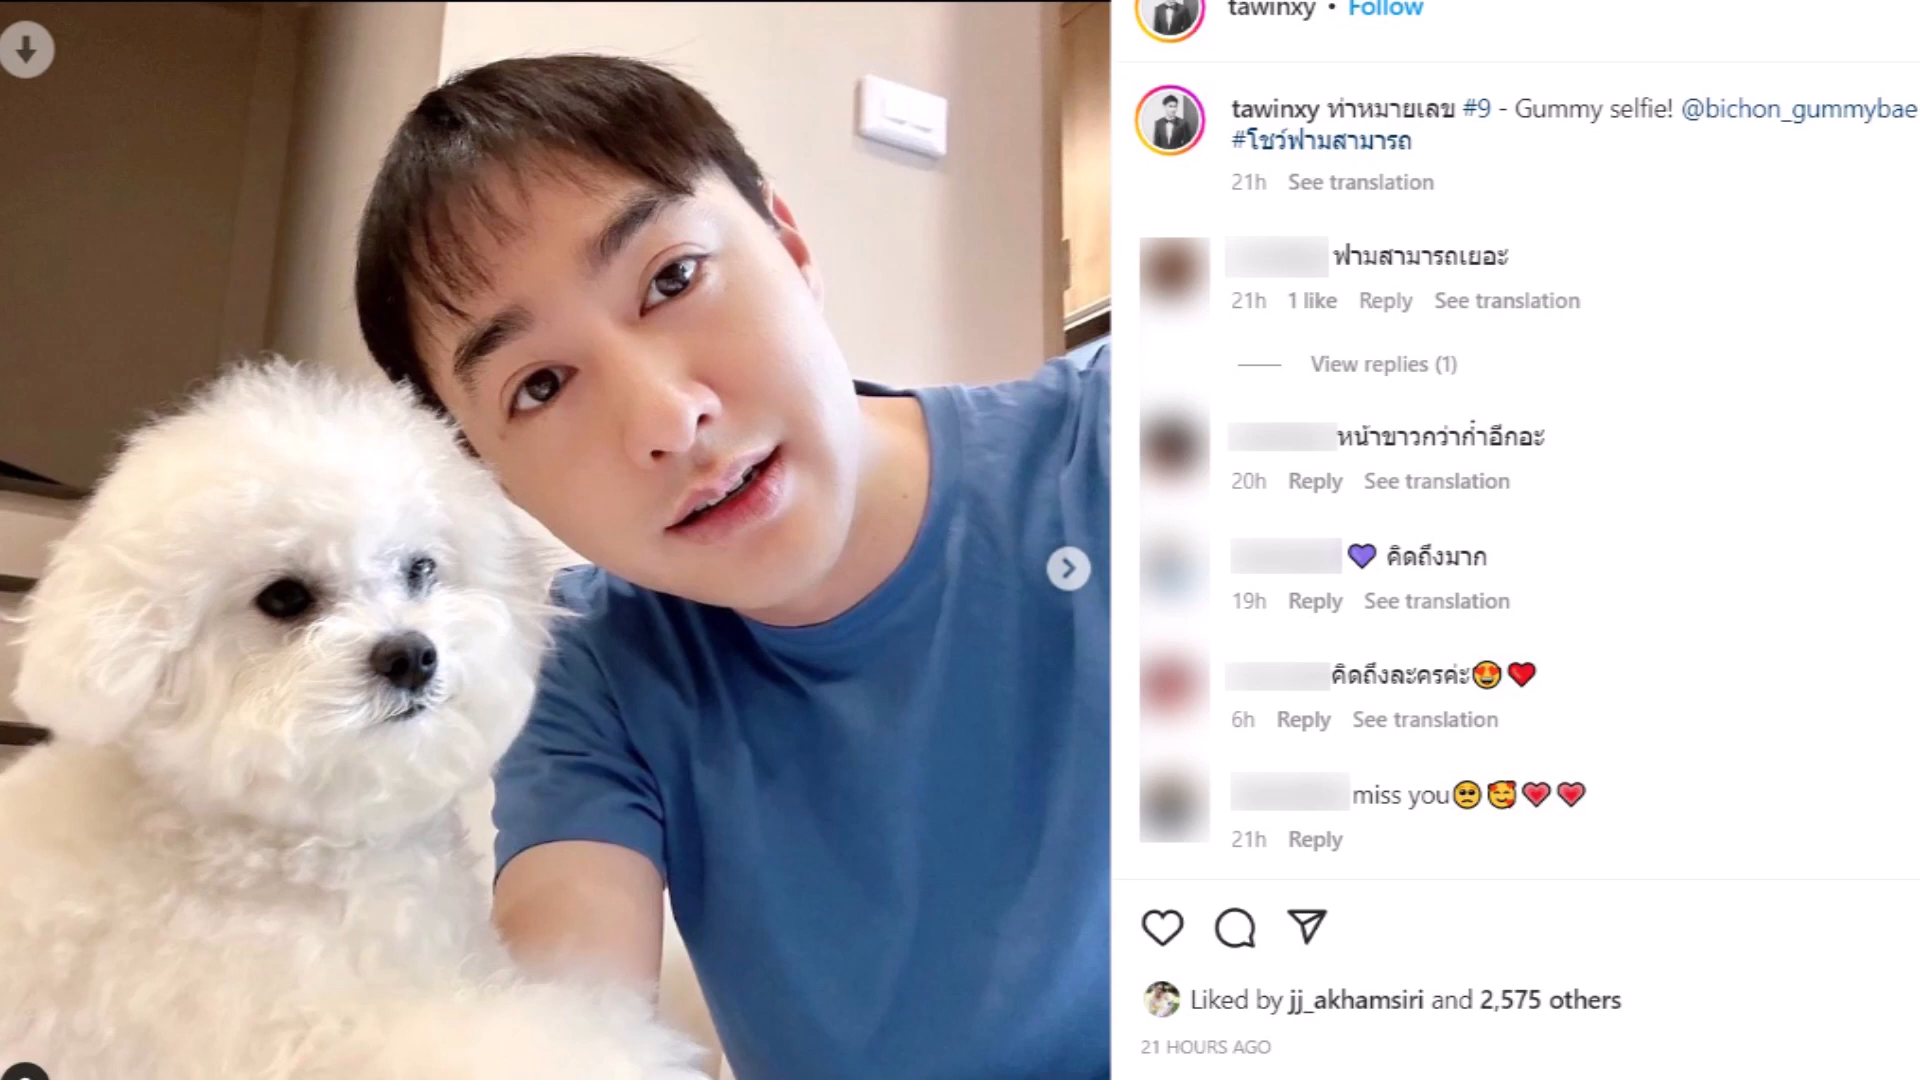 tawinxy • Follow
tawinxy ท่าหมายเลข #9 - Gummy selfie! @bichon_gummybae
#โชว์ฟามสามารถ
21h See translation
ฟามสามารถเยอะ
21h 1 like Reply See translation
View replies (1)
หน้าขาวกว่าก๋ำอีกอะ
20h Reply See translation
💜 คิดถึงมาก
19h Reply See translation
คิดถึงละครค่ะ😍❤️
6h Reply See translation
miss you🥺🥰💗💗
21h Reply
Liked by jj_akhamsiri and 2,575 others
21 HOURS AGO